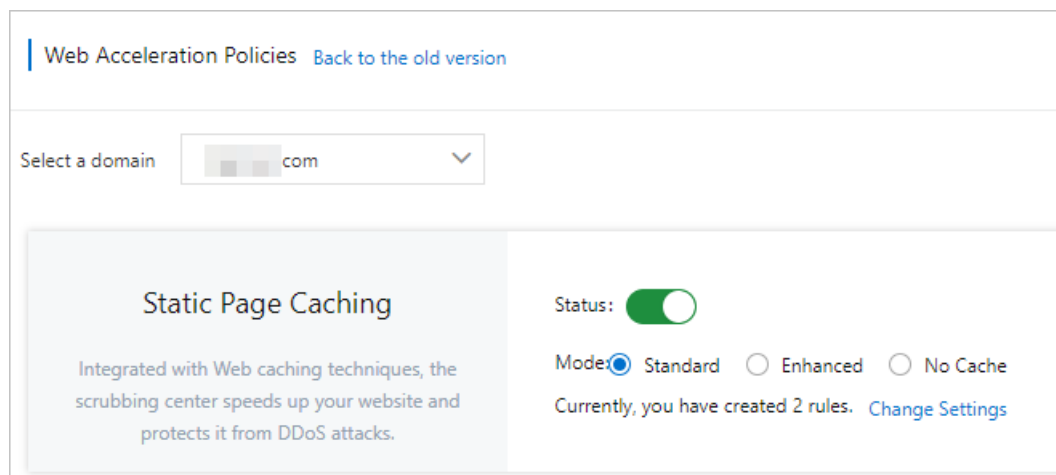 Web Acceleration Policies Back to the old version
Select a domain com
Static Page Caching
Integrated with Web caching techniques, the
scrubbing center speeds up your website and
protects it from DDoS attacks.
Status:
Mode: Standard Enhanced No Cache
Currently, you have created 2 rules. Change Settings